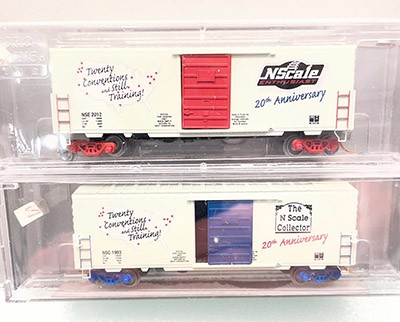 Twenty
Conventions
and Still
Training!
NSE 2012
NScale
ENTHUSIAST
20th Anniversary
Twenty
Conventions
and Still
Training!
NSC 1993
The
N Scale
Collector
20th Anniversary